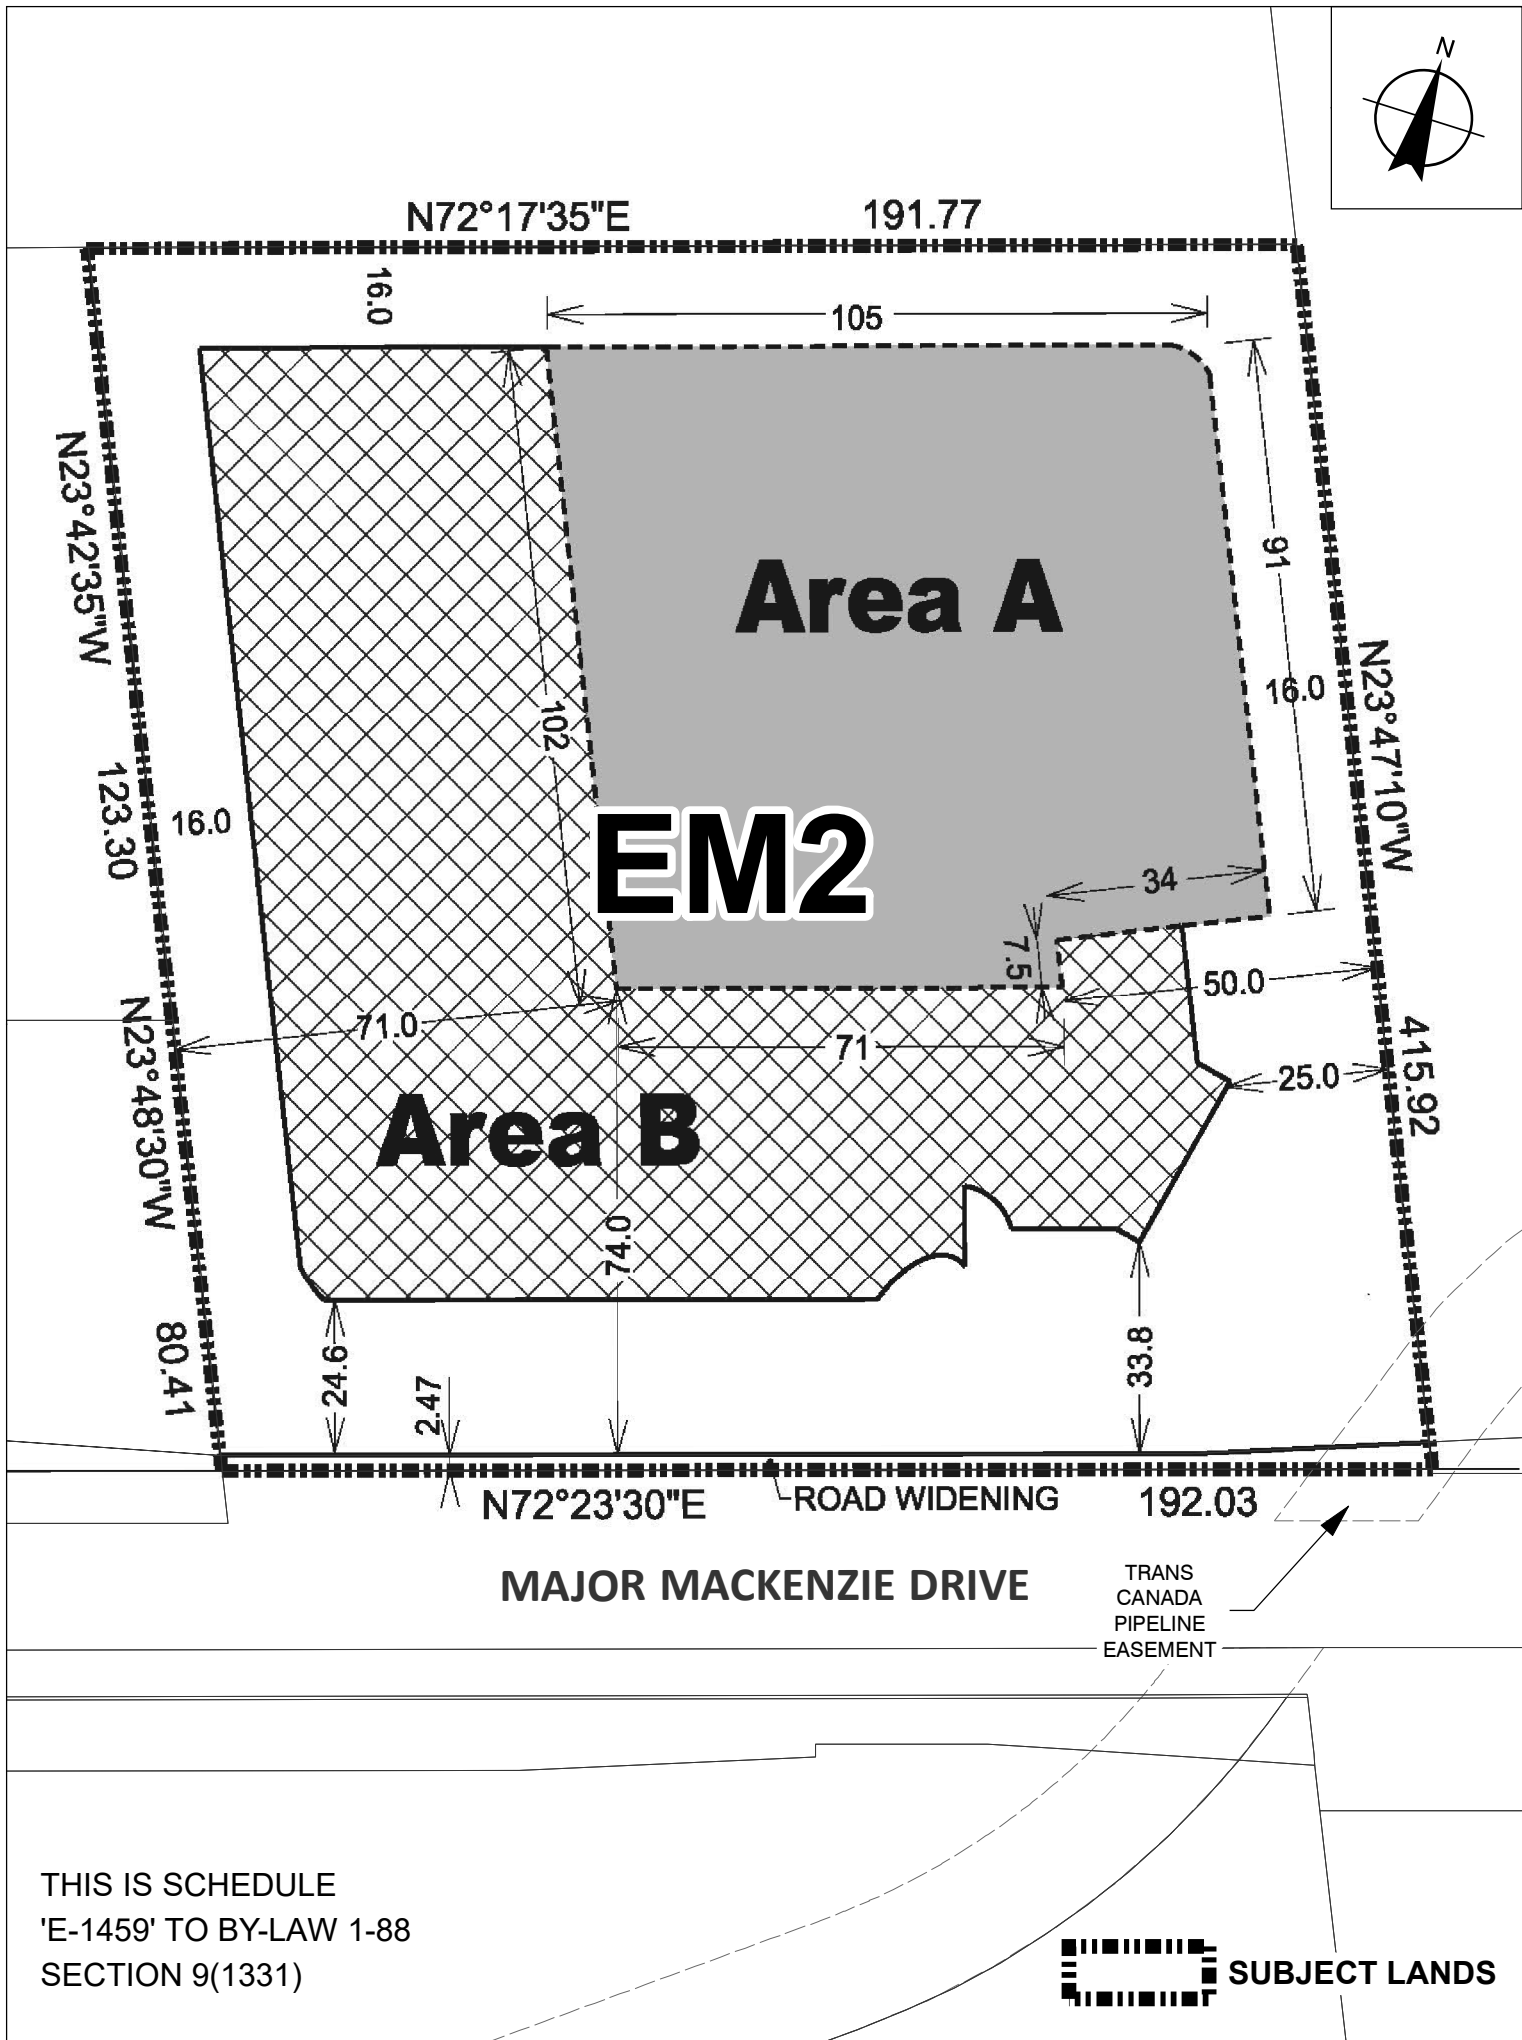 N
N72°17'35"E
191.77
16.0
105
N23°42'35"W
91
Area A
102
16.0
N23°47'10"W
123.30
16.0
EM2
34
7.5
50.0
71.0
71
N23°48'30"W
415.92
25.0
Area B
74.0
80.41
24.6
2.47
33.8
N72°23'30"E
ROAD WIDENING
192.03
MAJOR MACKENZIE DRIVE
TRANS
CANADA
PIPELINE
EASEMENT
THIS IS SCHEDULE
'E-1459' TO BY-LAW 1-88
SECTION 9(1331)
SUBJECT LANDS